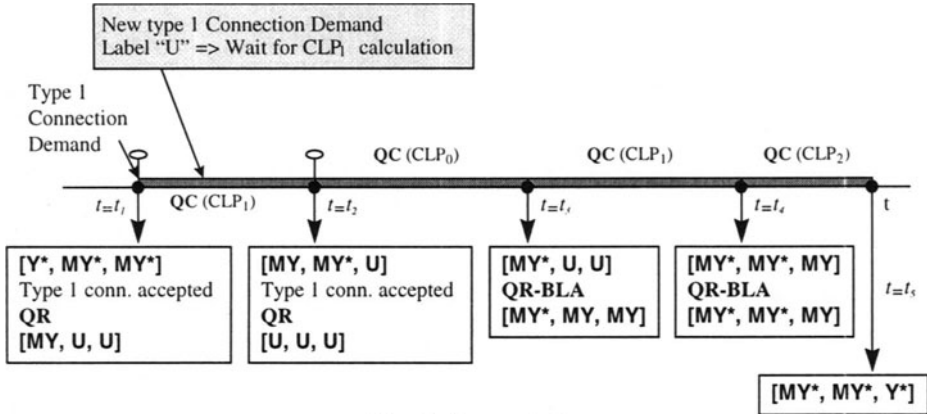 New type 1 Connection Demand
Label “U” => Wait for CLP₁ calculation
Type 1
Connection
Demand
QC (CLP₀)
QC (CLP₁)
QC (CLP₂)
t=t₁
QC (CLP₁)
t=t₂
t=t₃
t=t₄
t
[Y*, MY*, MY*]
Type 1 conn. accepted
QR
[MY, U, U]
[MY, MY*, U]
Type 1 conn. accepted
QR
[U, U, U]
[MY*, U, U]
QR-BLA
[MY*, MY, MY]
[MY*, MY*, MY]
QR-BLA
[MY*, MY*, MY]
t=t₅
[MY*, MY*, Y*]